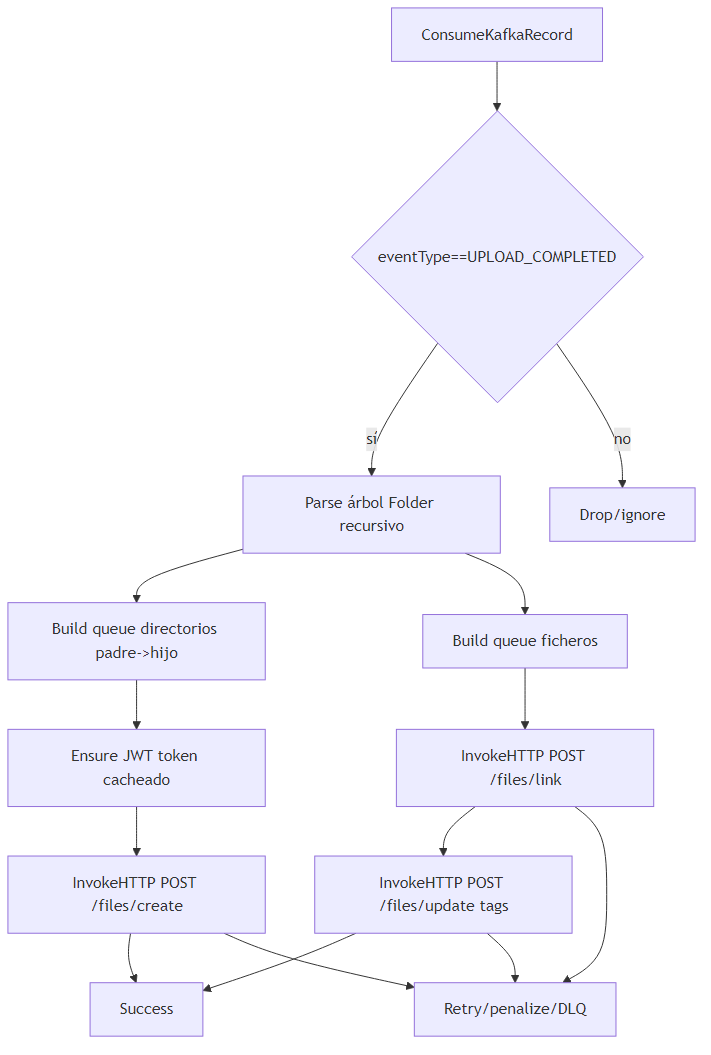 ConsumeKafkaRecord
eventType==UPLOAD_COMPLETED
sí
no
Parse árbol Folder
recursivo
Drop/ignore
Build queue directorios
padre->hijo
Build queue ficheros
Ensure JWT token
cacheado
InvokeHTTP POST
/files/link
InvokeHTTP POST
/files/create
InvokeHTTP POST
/files/update tags
Success
Retry/penalize/DLQ